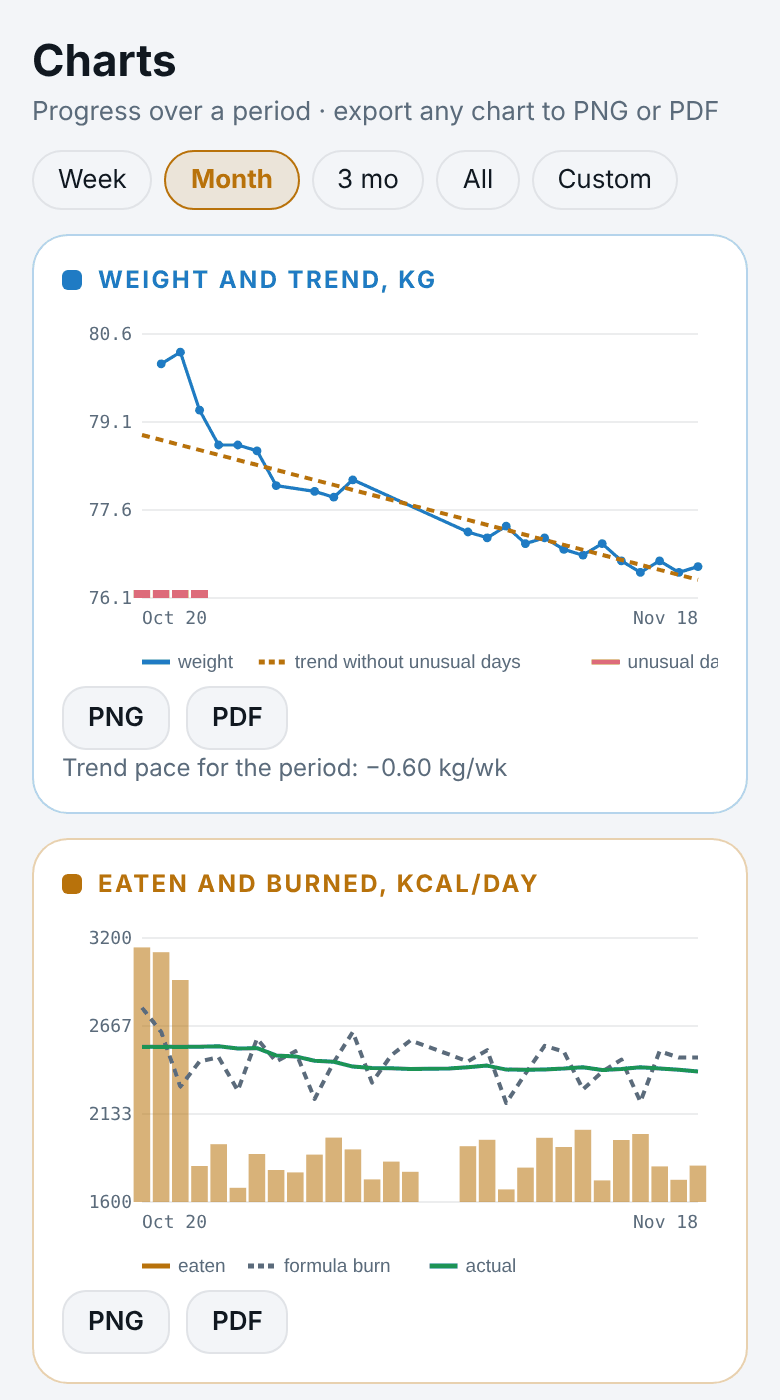 Charts
Progress over a period · export any chart to PNG or PDF
Week Month 3 mo All Custom
WEIGHT AND TREND, KG
80.6
79.1
77.6
76.1
Oct 20 Nov 18
weight trend without unusual days unusual da
PNG PDF
Trend pace for the period: −0.60 kg/wk
EATEN AND BURNED, KCAL/DAY
3200
2667
2133
1600
Oct 20 Nov 18
eaten formula burn actual
PNG PDF